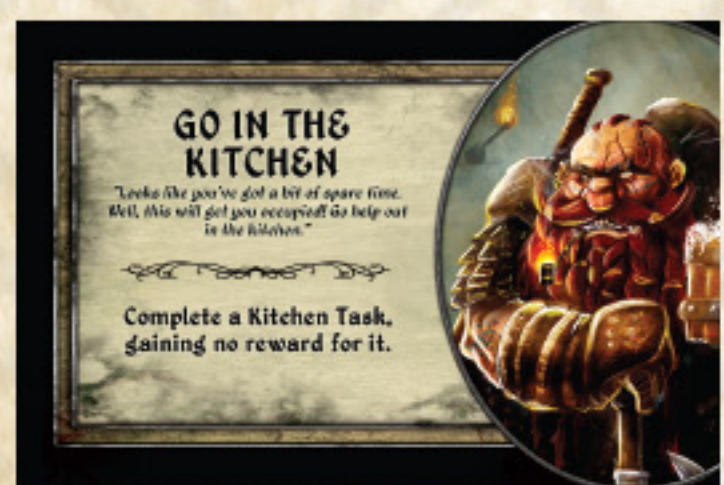 GO IN THE
KITCHEN
"Looks like you've got a bit of spare time.
Well, this will get you occupied! Go help out
in the kitchen."
Complete a Kitchen Task,
gaining no reward for it.